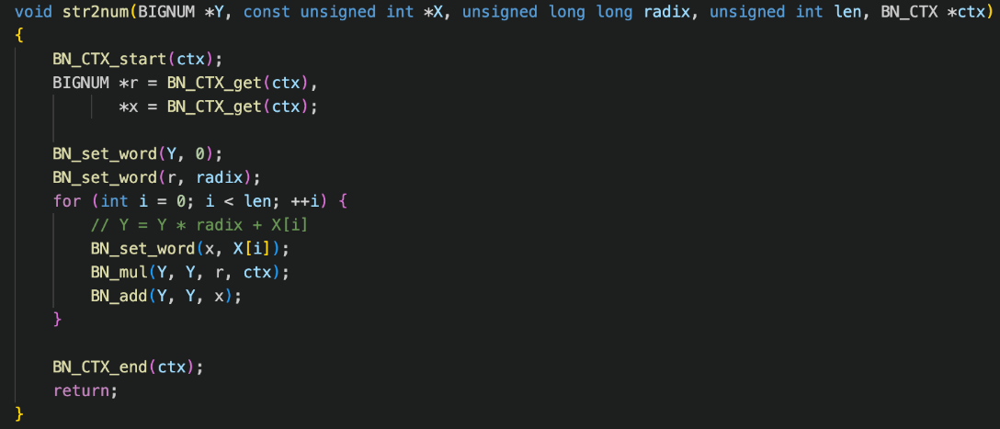 void str2num(BIGNUM *Y, const unsigned int *X, unsigned long long radix, unsigned int len, BN_CTX *ctx)
{
    BN_CTX_start(ctx);
    BIGNUM *r = BN_CTX_get(ctx),
           *x = BN_CTX_get(ctx);

    BN_set_word(Y, 0);
    BN_set_word(r, radix);
    for (int i = 0; i < len; ++i) {
        // Y = Y * radix + X[i]
        BN_set_word(x, X[i]);
        BN_mul(Y, Y, r, ctx);
        BN_add(Y, Y, x);
    }

    BN_CTX_end(ctx);
    return;
}